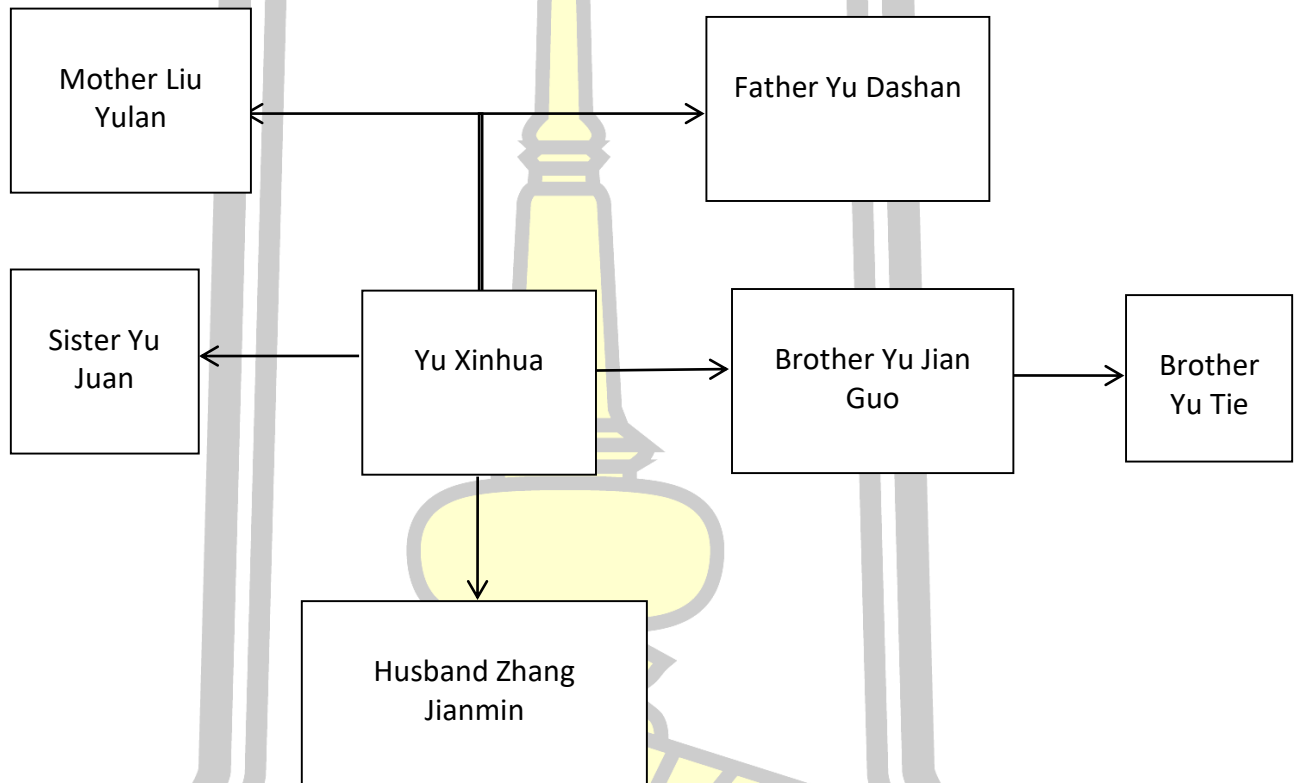 Mother Liu
Yulan
Father Yu Dashan
Sister Yu
Juan
Yu Xinhua
Brother Yu Jian
Guo
Brother
Yu Tie
Husband Zhang
Jianmin